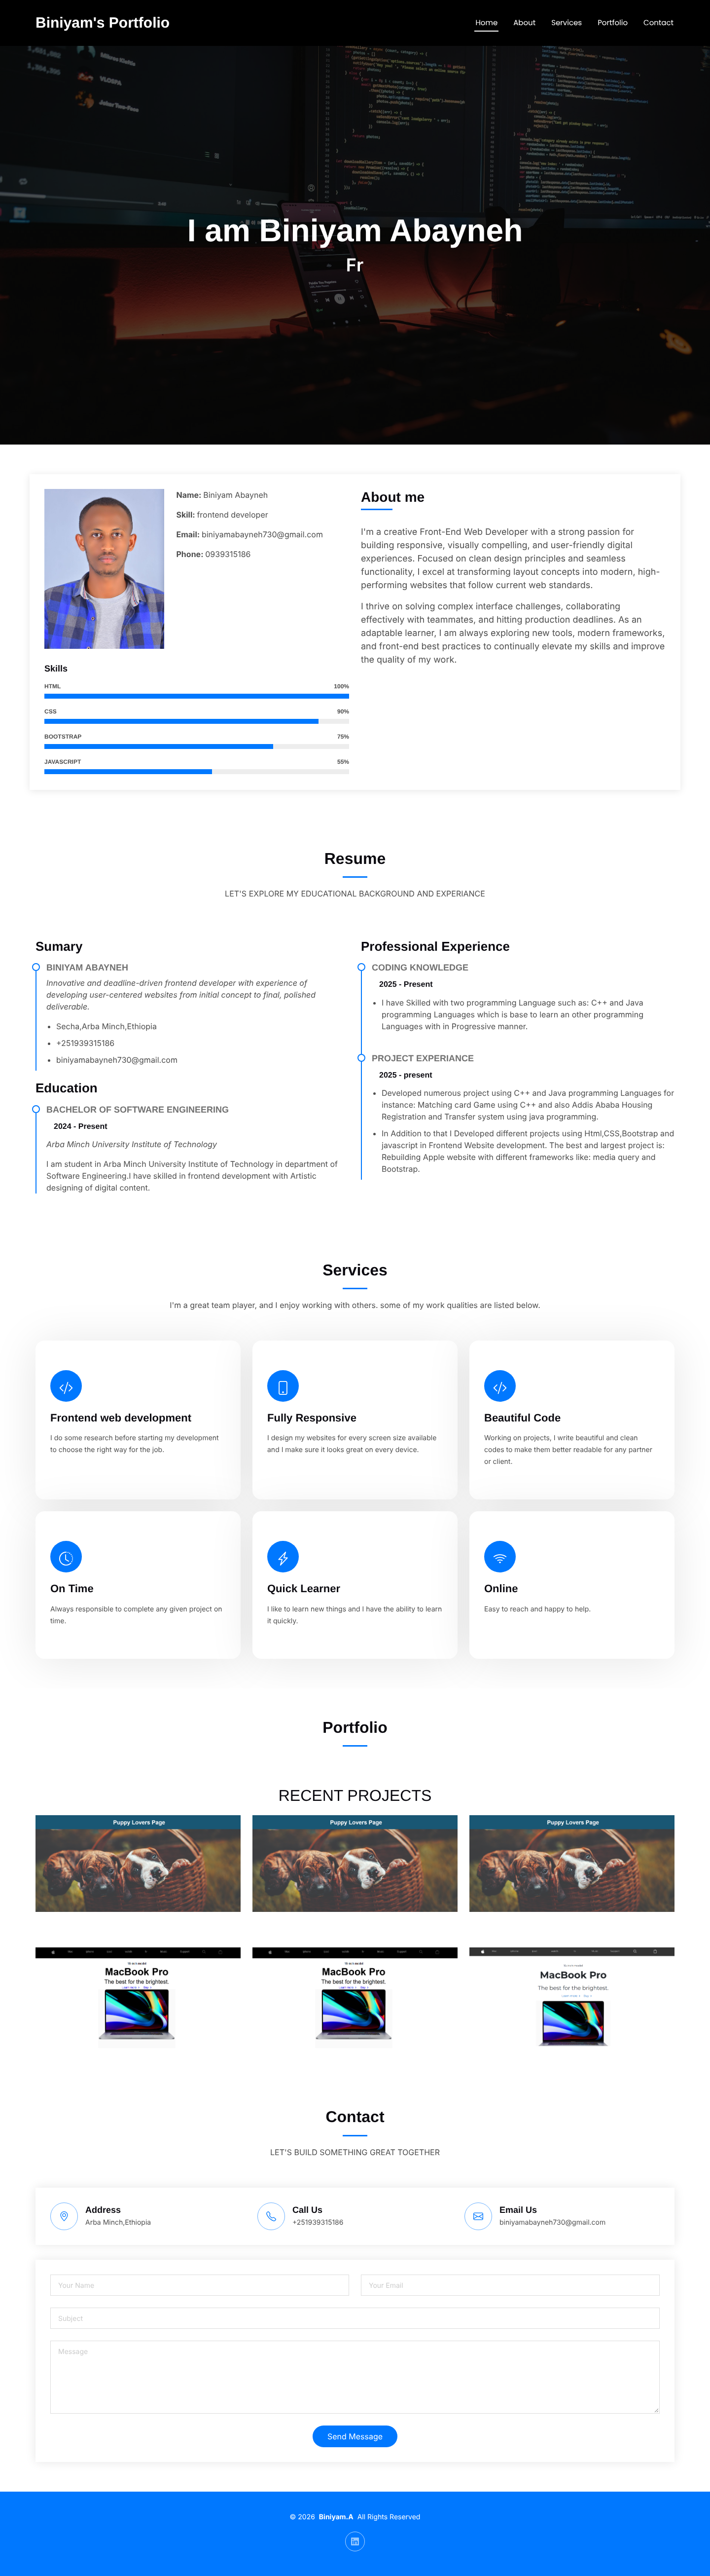 Biniyam's Portfolio
Home About Services Portfolio Contact
I am Biniyam Abayneh
Fr
Name: Biniyam Abayneh
Skill: frontend developer
Email: biniyamabayneh730@gmail.com
Phone: 0939315186
Skills
HTML 100%
CSS 90%
BOOTSTRAP 75%
JAVASCRIPT 55%
About me
I'm a creative Front-End Web Developer with a strong passion for
building responsive, visually compelling, and user-friendly digital
experiences. Focused on clean design principles and seamless
functionality, I excel at transforming layout concepts into modern, high-
performing websites that follow current web standards.
I thrive on solving complex interface challenges, collaborating
effectively with teammates, and hitting production deadlines. As an
adaptable learner, I am always exploring new tools, modern frameworks,
and front-end best practices to continually elevate my skills and improve
the quality of my work.
Resume
LET'S EXPLORE MY EDUCATIONAL BACKGROUND AND EXPERIANCE
Sumary
BINIYAM ABAYNEH
Innovative and deadline-driven frontend developer with experience of
developing user-centered websites from initial concept to final, polished
deliverable.
Secha,Arba Minch,Ethiopia
+251939315186
biniyamabayneh730@gmail.com
Education
BACHELOR OF SOFTWARE ENGINEERING
2024 - Present
Arba Minch University Institute of Technology
I am student in Arba Minch University Institute of Technology in department of
Software Engineering.I have skilled in frontend development with Artistic
designing of digital content.
Professional Experience
CODING KNOWLEDGE
2025 - Present
I have Skilled with two programming Language such as: C++ and Java
programming Languages which is base to learn an other programming
Languages with in Progressive manner.
PROJECT EXPERIANCE
2025 - present
Developed numerous project using C++ and Java programming Languages for
instance: Matching card Game using C++ and also Addis Ababa Housing
Registration and Transfer system using java programming.
In Addition to that I Developed different projects using Html,CSS,Bootstrap and
javascript in Frontend Website development. The best and largest project is:
Rebuilding Apple website with different frameworks like: media query and
Bootstrap.
Services
I'm a great team player, and I enjoy working with others. some of my work qualities are listed below.
Frontend web development
I do some research before starting my development
to choose the right way for the job.
Fully Responsive
I design my websites for every screen size available
and I make sure it looks great on every device.
Beautiful Code
Working on projects, I write beautiful and clean
codes to make them better readable for any partner
or client.
On Time
Always responsible to complete any given project on
time.
Quick Learner
I like to learn new things and I have the ability to learn
it quickly.
Online
Easy to reach and happy to help.
Portfolio
RECENT PROJECTS
Puppy Lovers Page
Puppy Lovers Page
Puppy Lovers Page
MacBook Pro
The best for the brightest.
MacBook Pro
The best for the brightest.
MacBook Pro
The best for the brightest.
Contact
LET'S BUILD SOMETHING GREAT TOGETHER
Address
Arba Minch,Ethiopia
Call Us
+251939315186
Email Us
biniyamabayneh730@gmail.com
Your Name
Your Email
Subject
Message
Send Message
© 2026 Biniyam.A All Rights Reserved